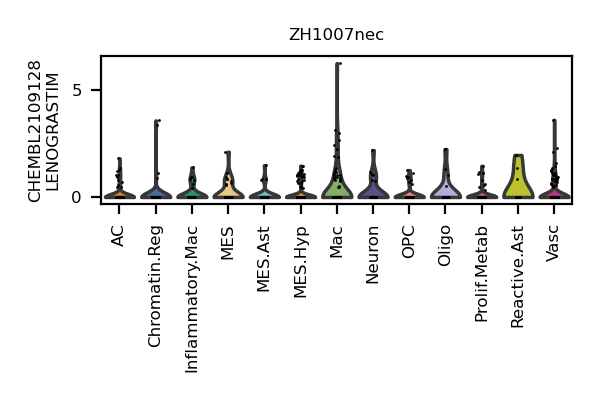 ZH1007nec
CHEMBL2109128
LENOGRASTIM
5
0
AC
Chromatin.Reg
Inflammatory.Mac
MES
MES.Ast
MES.Hyp
Mac
Neuron
OPC
Oligo
Prolif.Metab
Reactive.Ast
Vasc